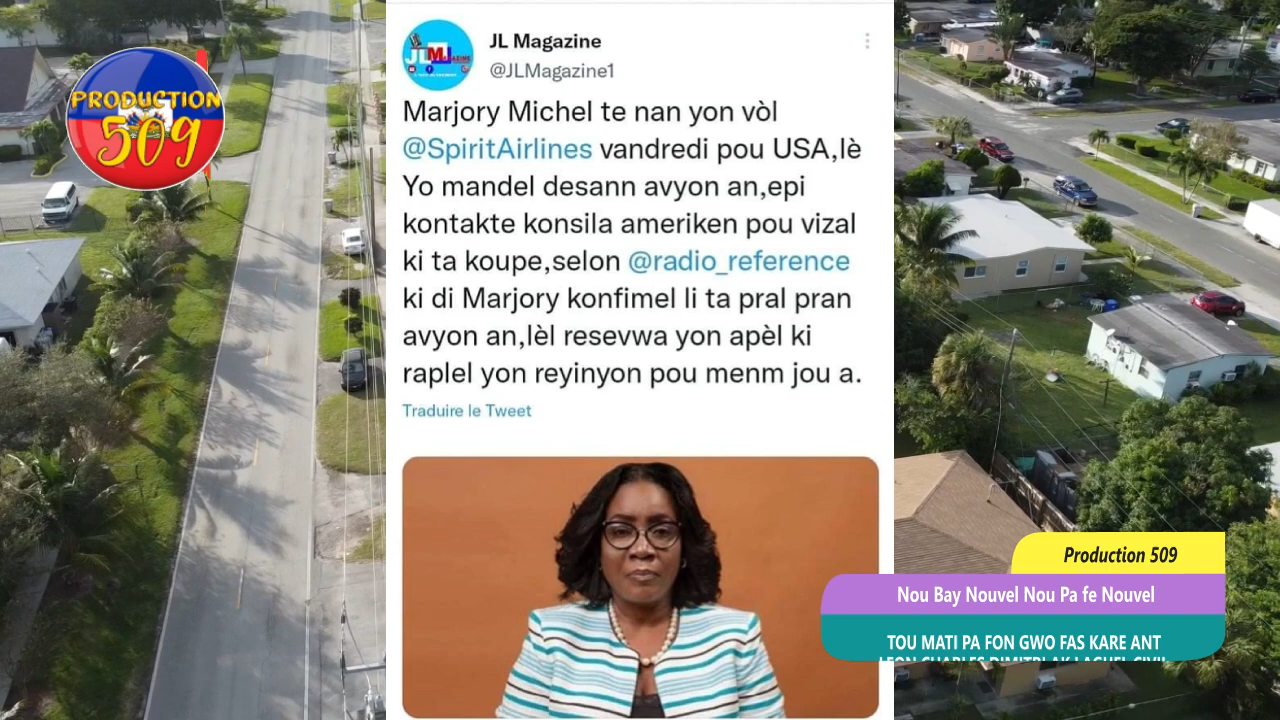 PRODUCTION
509
JL Magazine
@JLMagazine1
Marjory Michel te nan yon vòl
@SpiritAirlines vandredi pou USA,lè
Yo mandel desann avyon an,epi
kontakte konsila ameriken pou vizal
ki ta koupe,selon @radio_reference
ki di Marjory konfimel li ta pral pran
avyon an,lèl resevwa yon apèl ki
raplel yon reyinyon pou menm jou a.
Traduire le Tweet
Production 509
Nou Bay Nouvel Nou Pa fe Nouvel
TOU MATI PA FON GWO FAS KARE ANT